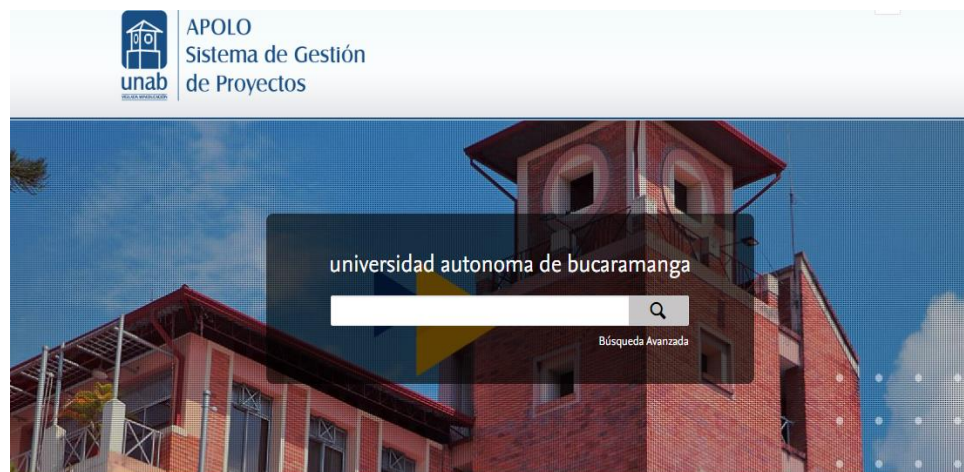 APOLO
Sistema de Gestión
de Proyectos
unab
universidad autonoma de bucaramanga
Búsqueda Avanzada